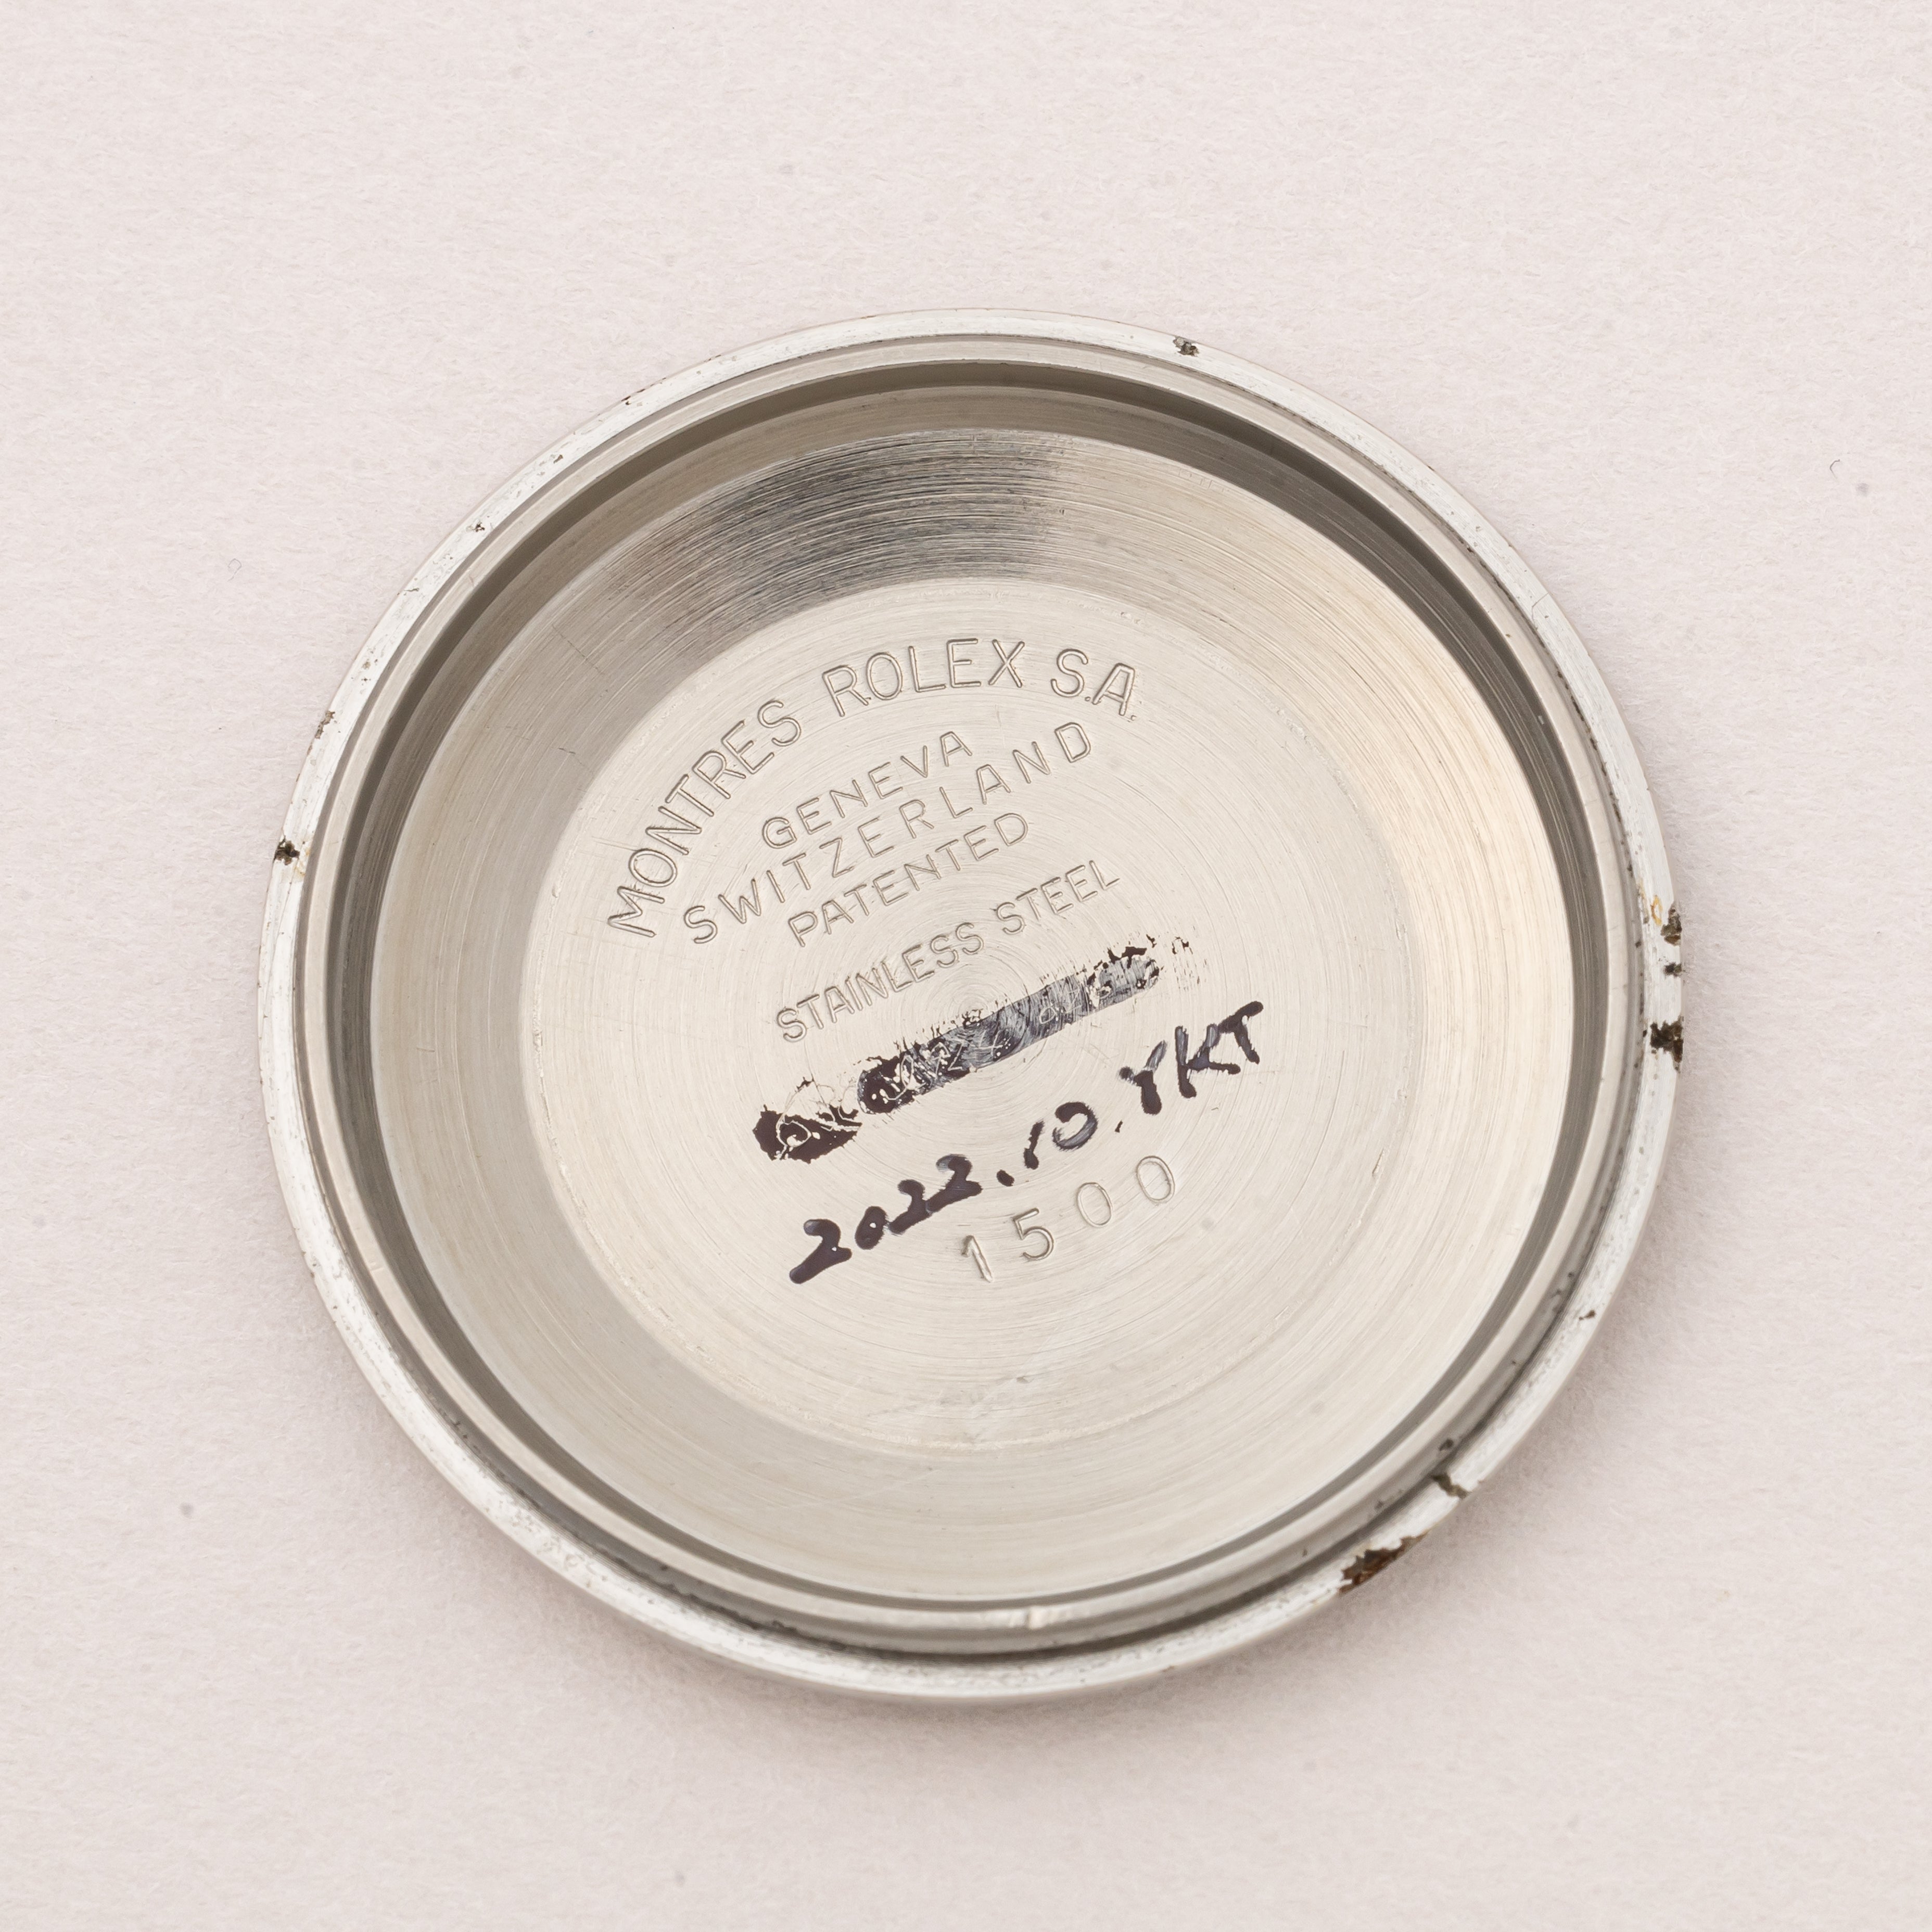 MONTRES ROLEX S.A.
GENEVA
SWITZERLAND
PATENTED
STAINLESS STEEL
2022.10.YKT
1500